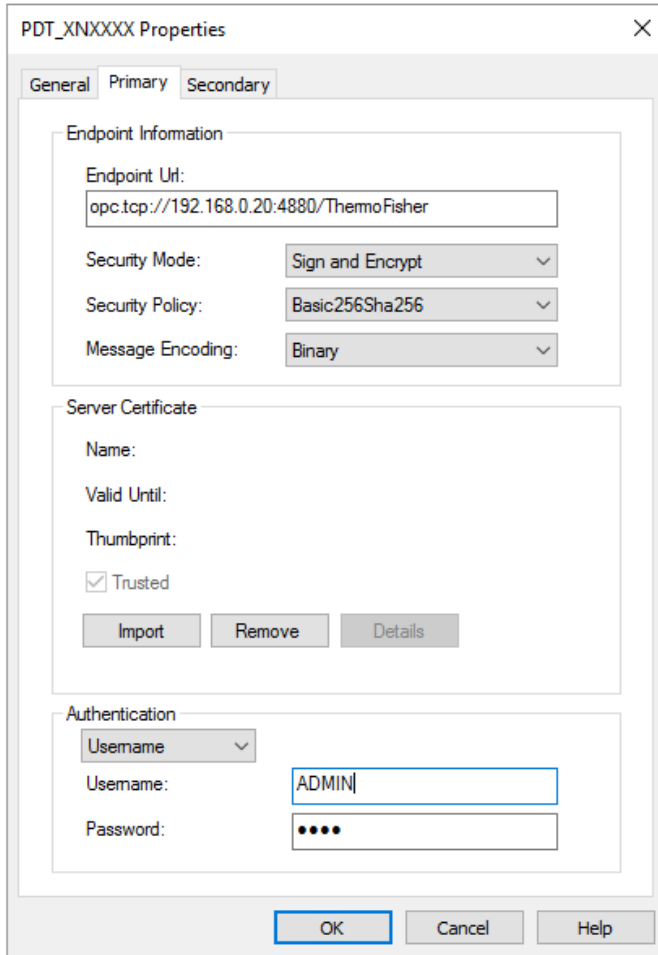 PDT_XNXXXX Properties
General Primary Secondary
Endpoint Information
Endpoint Url:
opc.tcp://192.168.0.20:4880/ThermoFisher
Security Mode: Sign and Encrypt
Security Policy: Basic256Sha256
Message Encoding: Binary
Server Certificate
Name:
Valid Until:
Thumbprint:
Trusted
Import Remove Details
Authentication
Username
Username: ADMIN
Password: ●●●●
OK Cancel Help